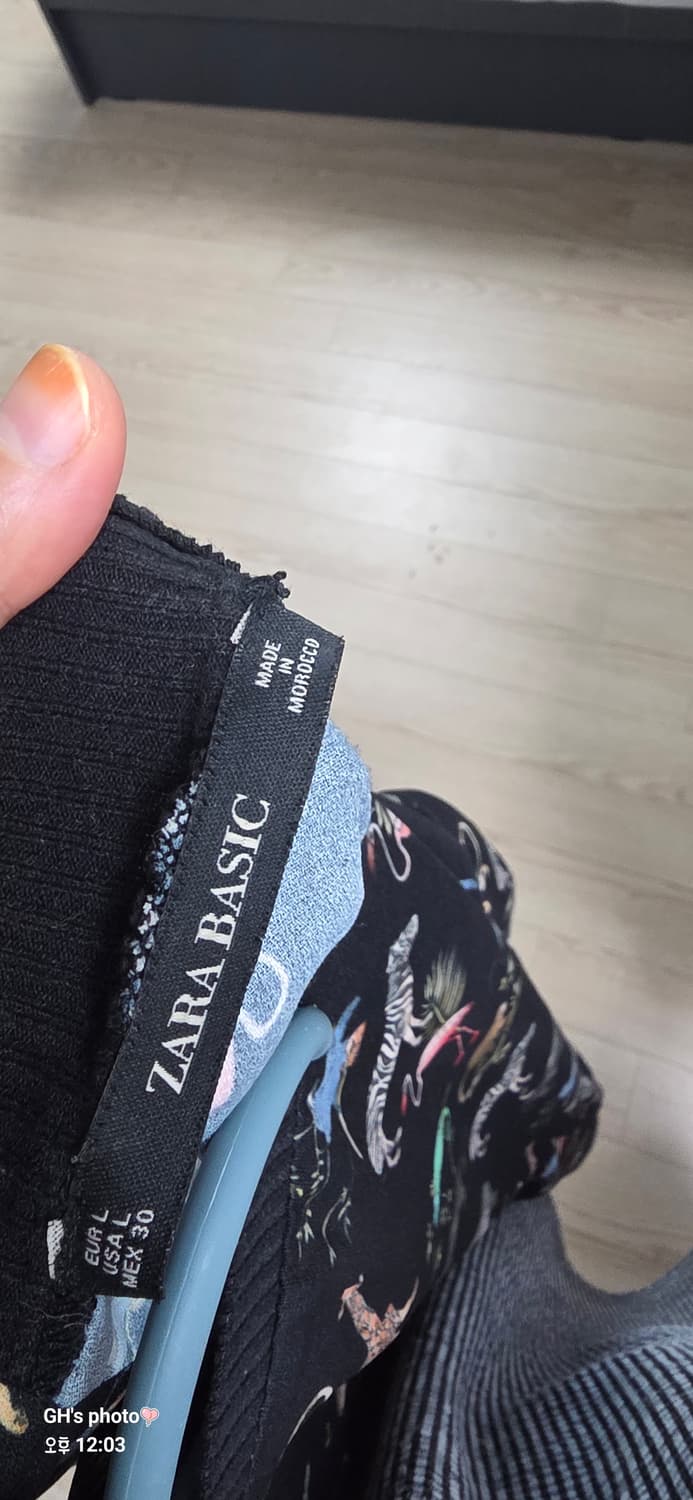 MADE
IN
MOROCCO
ZARA BASIC
EUR L
USA L
MEX 30
GH's photo💖
오후 12:03